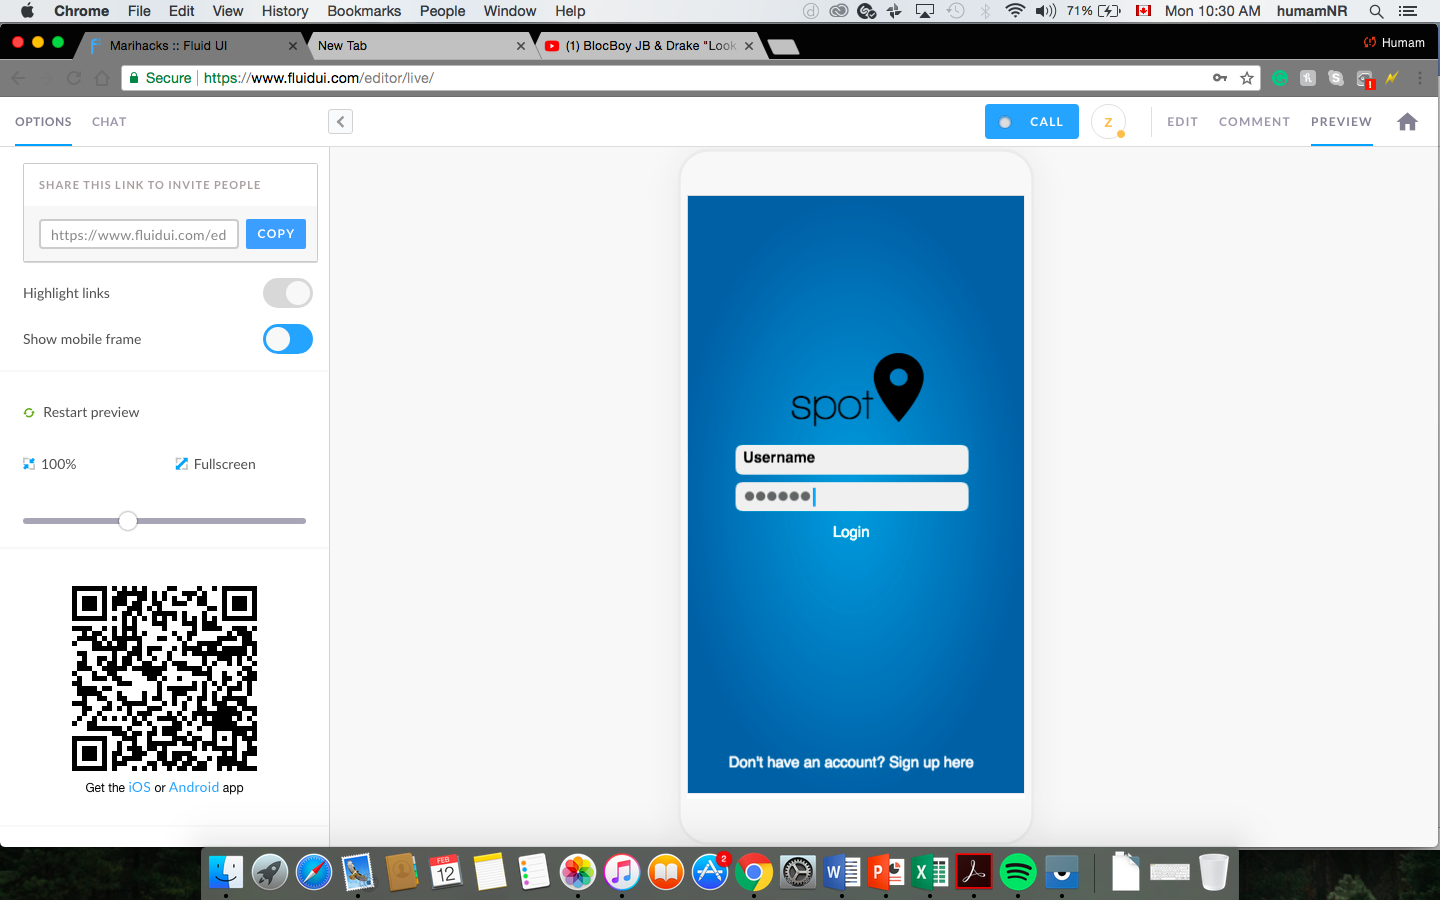 Chrome File Edit View History Bookmarks People Window Help 71% Mon 10:30 AM humamNR
Marihacks :: Fluid UI New Tab (1) BlocBoy JB & Drake "Look Humam
Secure https://www.fluidui.com/editor/live/
OPTIONS CHAT CALL Z EDIT COMMENT PREVIEW
SHARE THIS LINK TO INVITE PEOPLE
https://www.fluidui.com/ed COPY
Highlight links
Show mobile frame
Restart preview
100% Fullscreen
Get the iOS or Android app
spot
Username
Login
Don't have an account? Sign up here
FEB
12
2
W P X